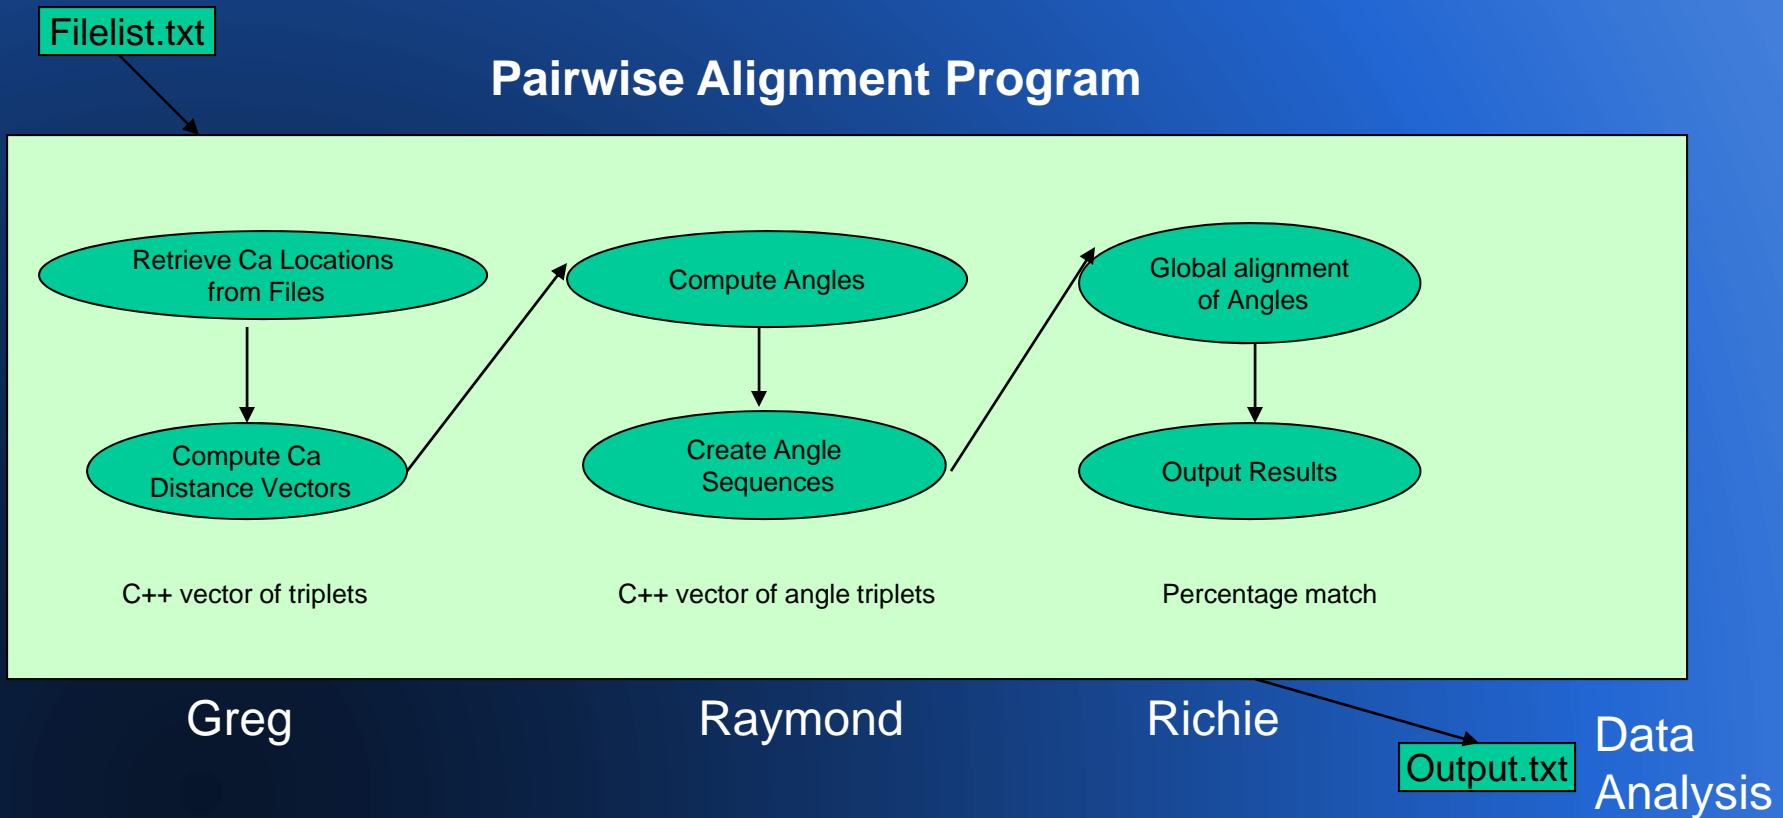 Filelist.txt
Pairwise Alignment Program
Retrieve Ca Locations
from Files
Compute Ca
Distance Vectors
C++ vector of triplets
Compute Angles
Create Angle
Sequences
C++ vector of angle triplets
Global alignment
of Angles
Output Results
Percentage match
Greg
Raymond
Richie
Output.txt
Data
Analysis